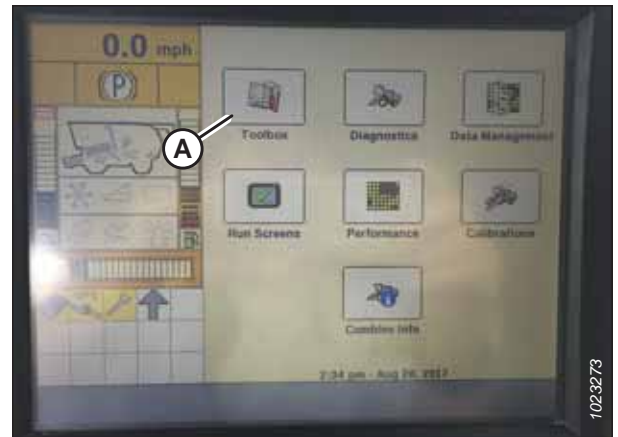 0.0 mph
(P)
A
Toolbox
Diagnostics
Data Management
Run Screens
Performance
Calibrations
Combine Info
2:34 pm - Aug 28, 2017
1023273